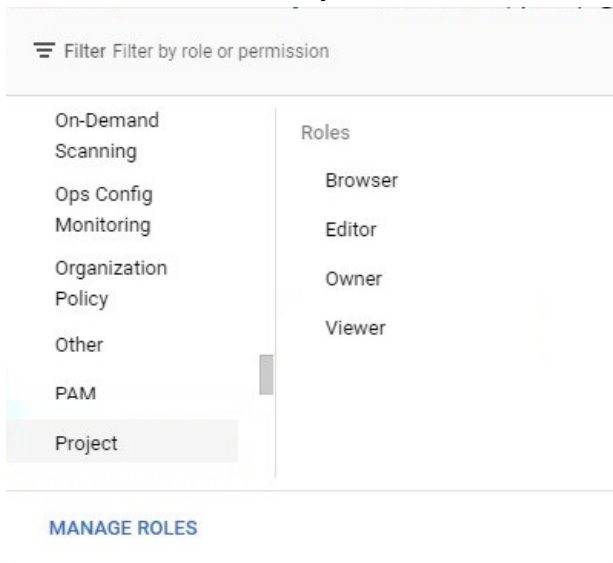 Filter Filter by role or permission
On-Demand
Scanning
Ops Config
Monitoring
Organization
Policy
Other
PAM
Project
Roles
Browser
Editor
Owner
Viewer
MANAGE ROLES